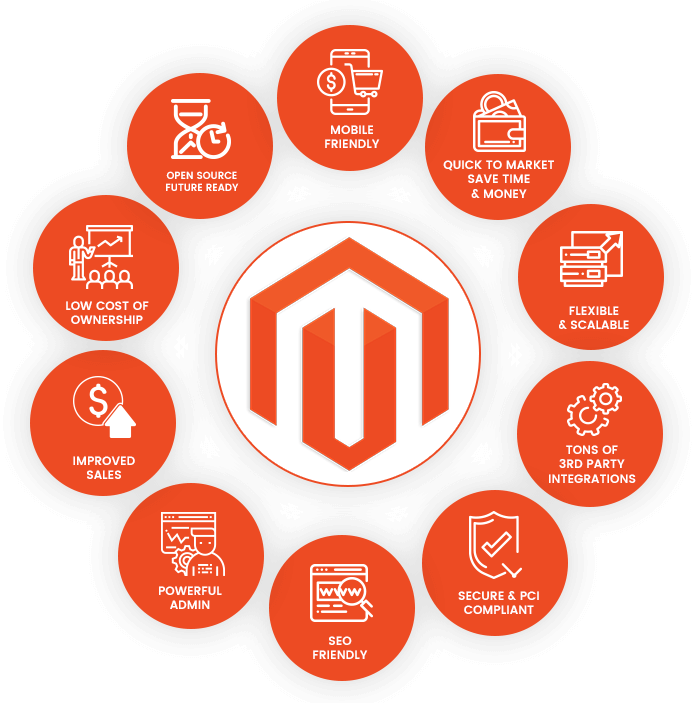 MOBILE
FRIENDLY
QUICK TO MARKET
SAVE TIME
& MONEY
FLEXIBLE
& SCALABLE
TONS OF
3RD PARTY
INTEGRATIONS
SECURE & PCI
COMPLIANT
WWW
SEO
FRIENDLY
POWERFUL
ADMIN
IMPROVED
SALES
LOW COST OF
OWNERSHIP
OPEN SOURCE
FUTURE READY